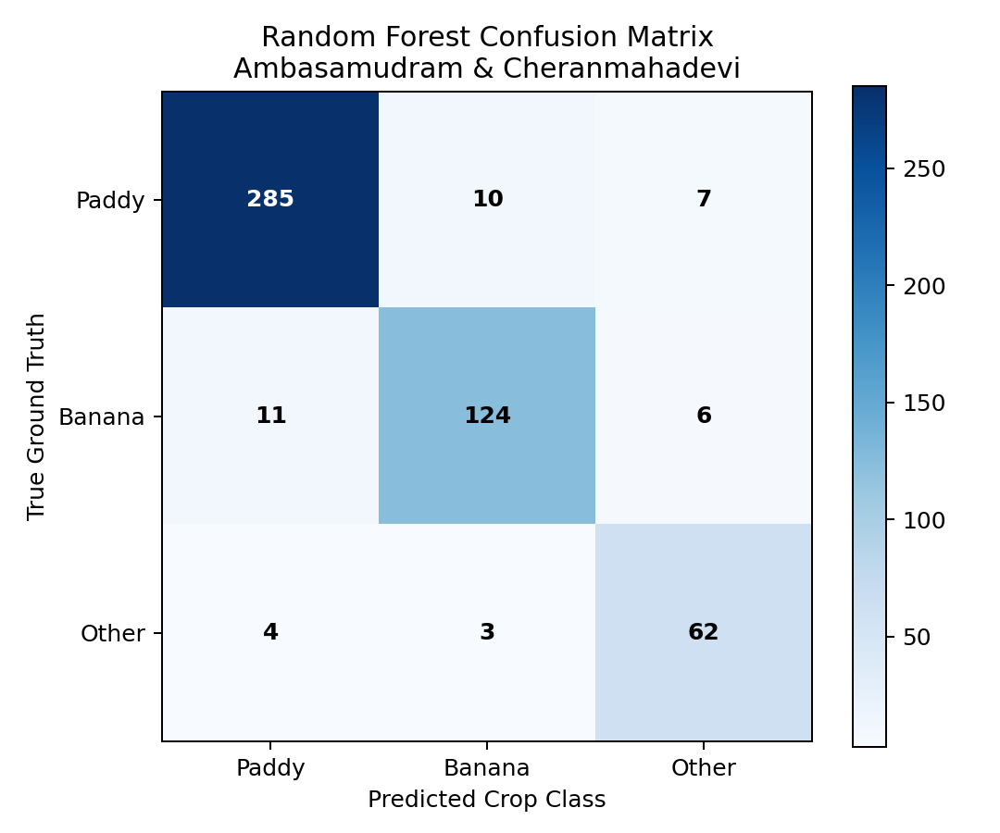 Random Forest Confusion Matrix
Ambasamudram & Cheranmahadevi
Paddy
285
10
7
Banana
11
124
6
Other
4
3
62
Paddy
Banana
Other
Predicted Crop Class
True Ground Truth
250
200
150
100
50